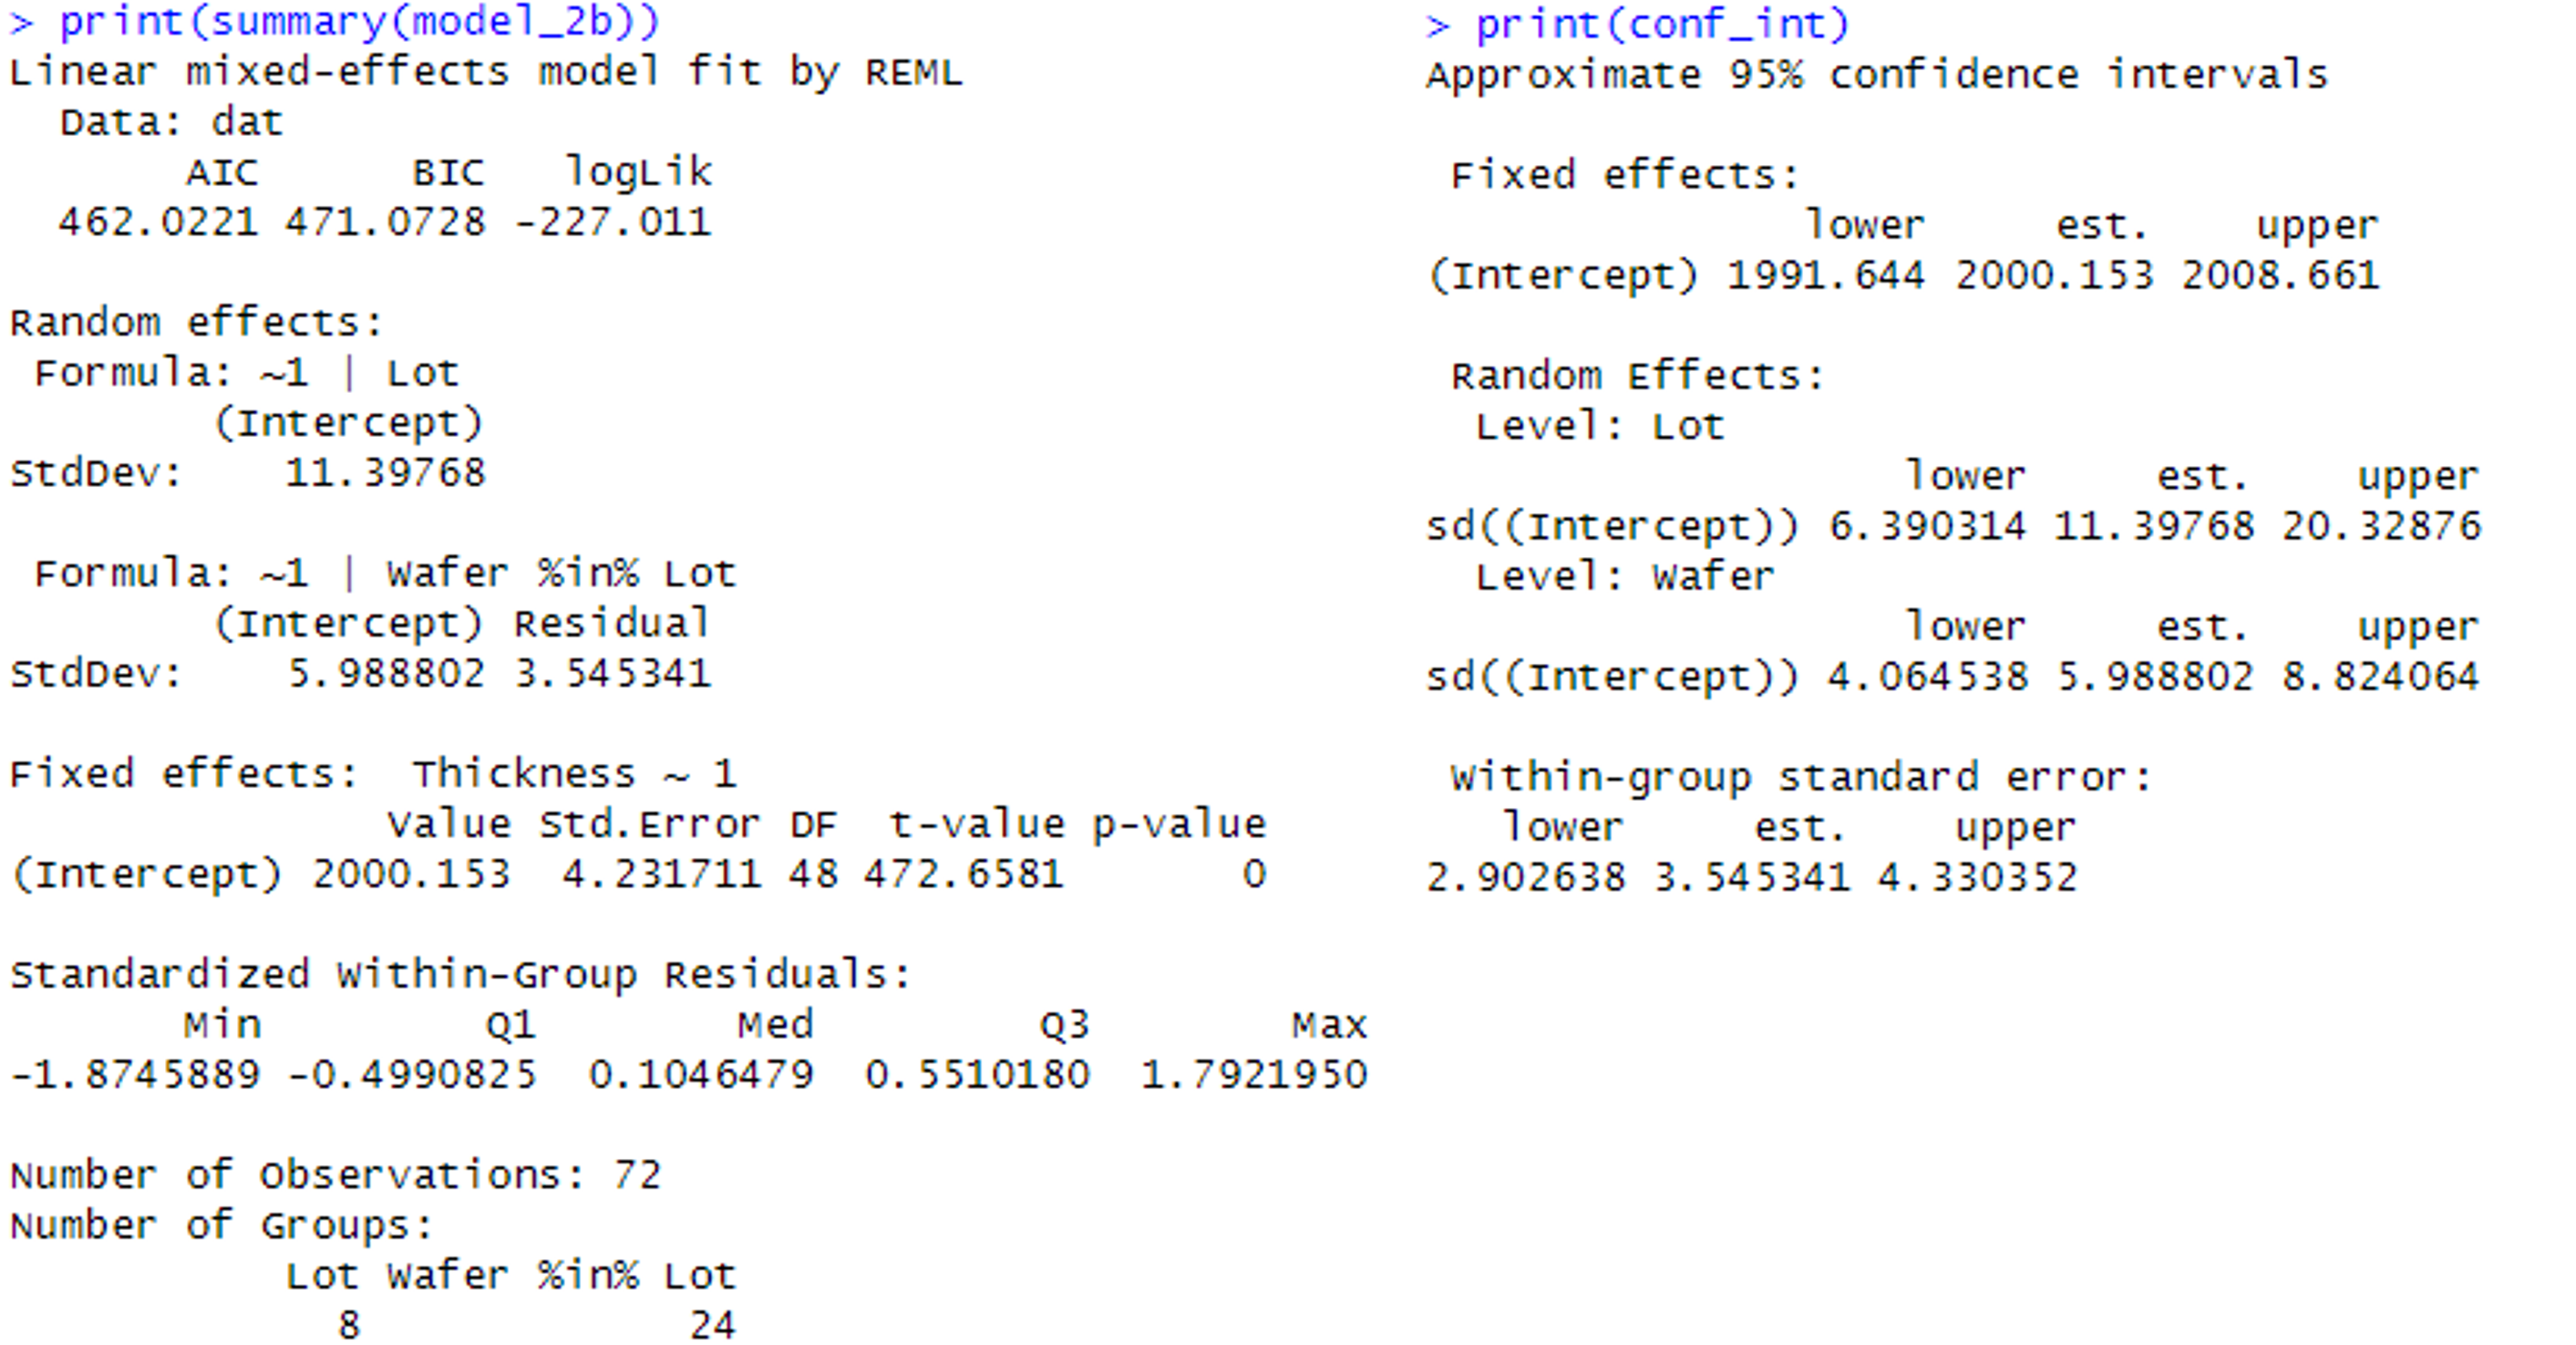 > print(summary(model_2b))
Linear mixed-effects model fit by REML
  Data: dat
       AIC      BIC   logLik
  462.0221 471.0728 -227.011

Random effects:
 Formula: ~1 | Lot
        (Intercept)
StdDev:    11.39768

 Formula: ~1 | Wafer %in% Lot
        (Intercept) Residual
StdDev:    5.988802 3.545341

Fixed effects:  Thickness ~ 1
               Value Std.Error DF  t-value p-value
(Intercept) 2000.153  4.231711 48 472.6581       0

Standardized Within-Group Residuals:
       Min         Q1        Med         Q3        Max
-1.8745889 -0.4990825  0.1046479  0.5510180  1.7921950

Number of Observations: 72
Number of Groups:
           Lot Wafer %in% Lot
             8             24
> print(conf_int)
Approximate 95% confidence intervals

 Fixed effects:
               lower     est.    upper
(Intercept) 1991.644 2000.153 2008.661

 Random Effects:
  Level: Lot
                   lower     est.    upper
sd((Intercept)) 6.390314 11.39768 20.32876
  Level: Wafer
                   lower     est.    upper
sd((Intercept)) 4.064538 5.988802 8.824064

 Within-group standard error:
   lower     est.    upper
2.902638 3.545341 4.330352